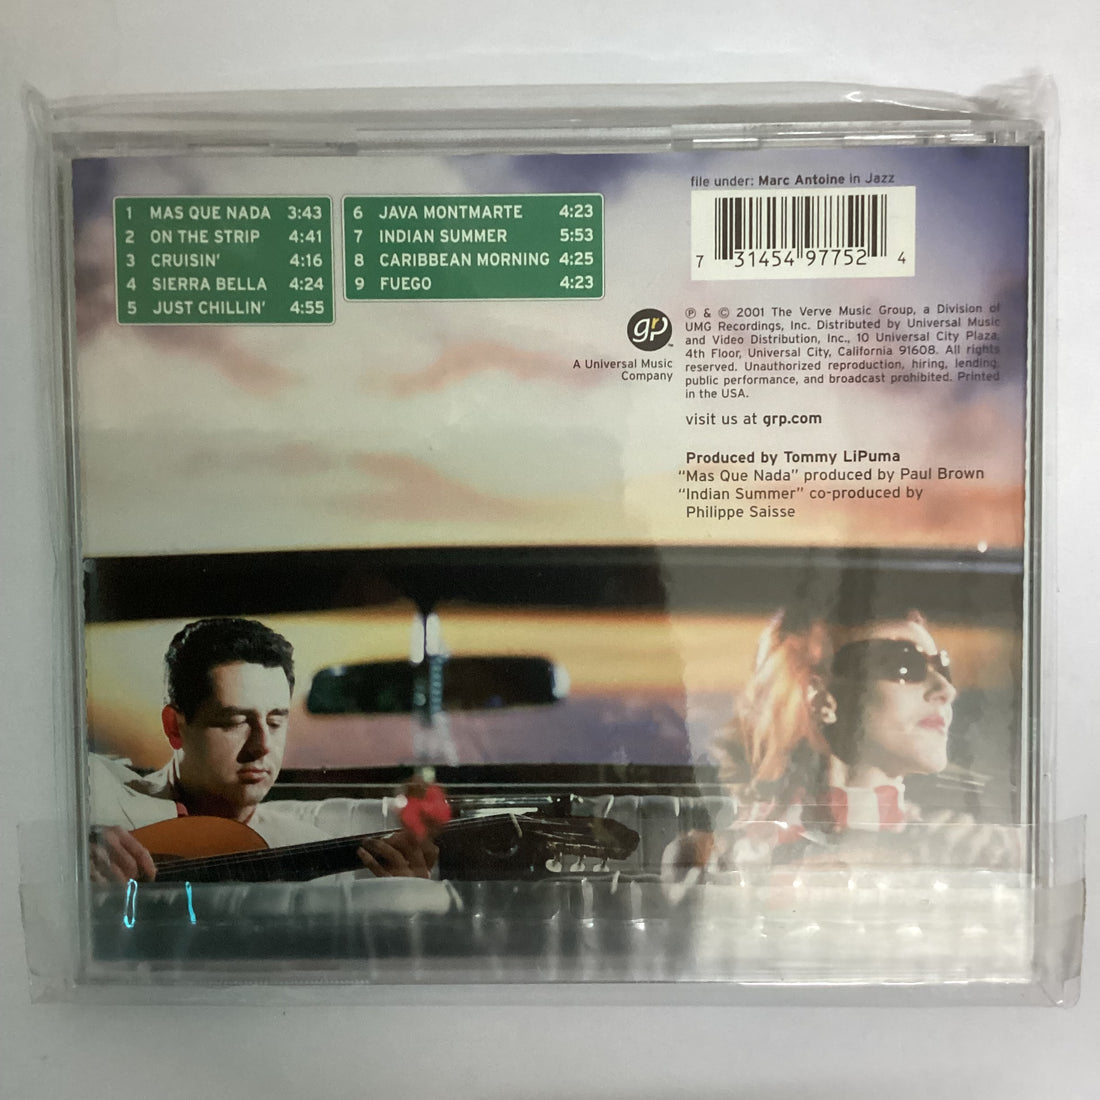 1 MAS QUE NADA 3:43
2 ON THE STRIP 4:41
3 CRUISIN' 4:16
4 SIERRA BELLA 4:24
5 JUST CHILLIN' 4:55
6 JAVA MONTMARTE 4:23
7 INDIAN SUMMER 5:53
8 CARIBBEAN MORNING 4:25
9 FUEGO 4:23
file under: Marc Antoine in Jazz
7 31454 97752 4
grp
A Universal Music
Company
℗ & © 2001 The Verve Music Group, a Division of
UMG Recordings, Inc. Distributed by Universal Music
and Video Distribution, Inc., 10 Universal City Plaza,
4th Floor, Universal City, California 91608. All rights
reserved. Unauthorized reproduction, hiring, lending,
public performance, and broadcast prohibited. Printed
in the USA.
visit us at grp.com
Produced by Tommy LiPuma
"Mas Que Nada" produced by Paul Brown
"Indian Summer" co-produced by
Philippe Saisse